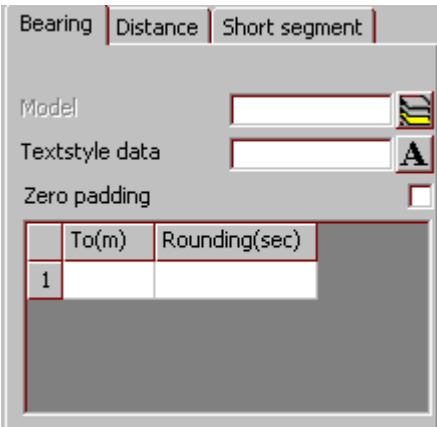 Bearing Distance Short segment
Model
Textstyle data A
Zero padding
To(m) Rounding(sec)
1